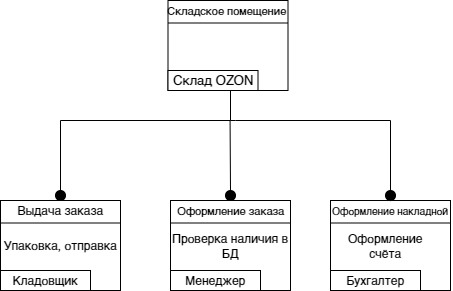 Складское помещение
Склад OZON
Выдача заказа
Упаковка, отправка
Кладовщик
Оформление заказа
Проверка наличия в
БД
Менеджер
Оформление накладной
Оформление
счёта
Бухгалтер